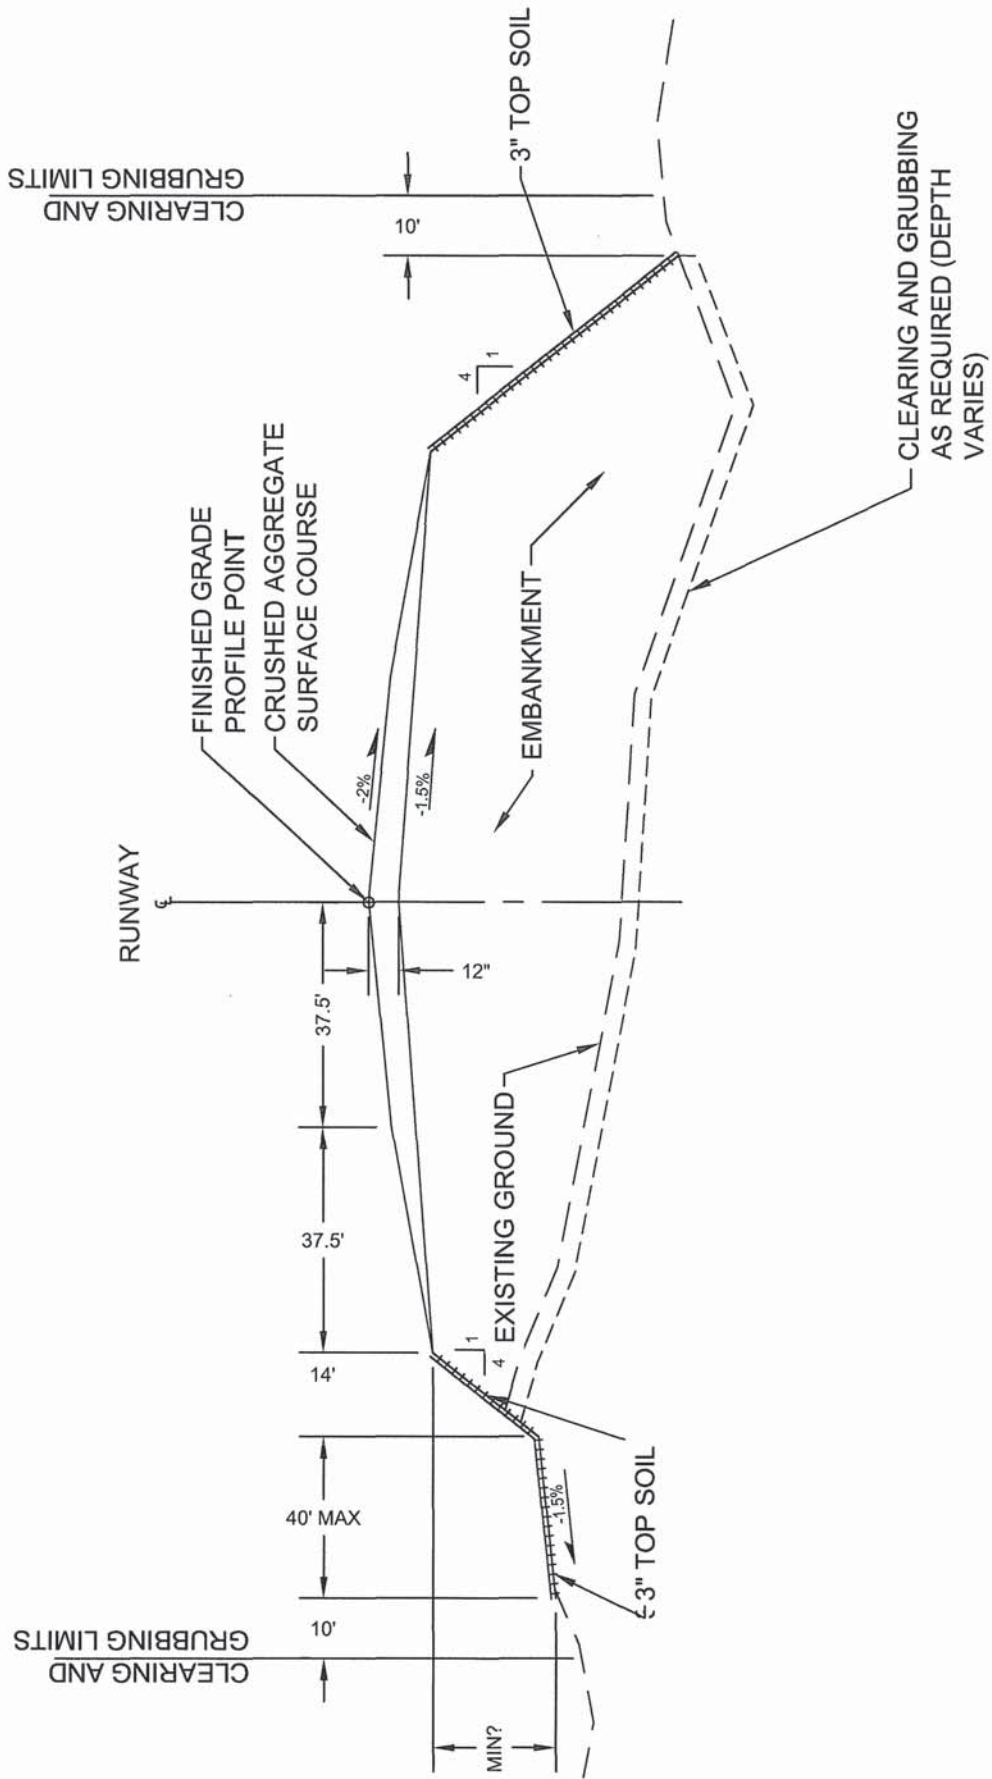 RUNWAY
℄
CLEARING AND
GRUBBING LIMITS
10'
40' MAX
14'
37.5'
37.5'
12"
FINISHED GRADE
PROFILE POINT
CRUSHED AGGREGATE
SURFACE COURSE
-2%
-1.5%
CLEARING AND
GRUBBING LIMITS
10'
4
1
3" TOP SOIL
MIN?
-1.5%
3" TOP SOIL
1
4
EXISTING GROUND
EMBANKMENT
CLEARING AND GRUBBING
AS REQUIRED (DEPTH
VARIES)